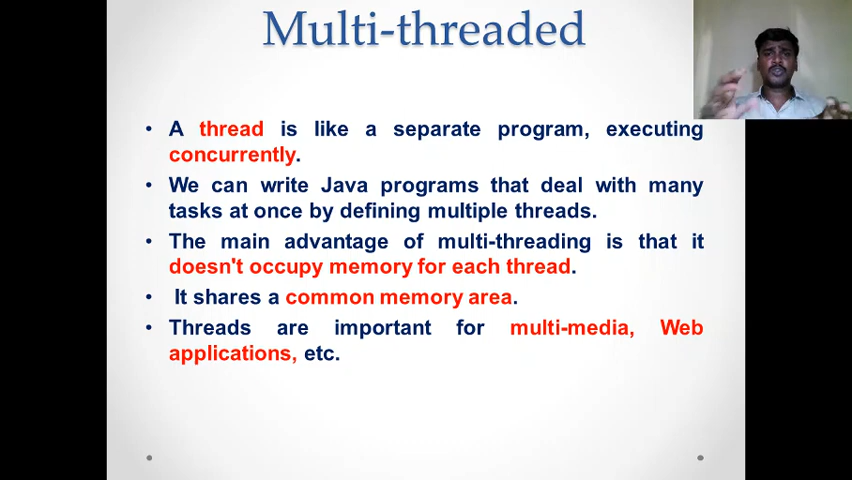 Multi-threaded
• A thread is like a separate program, executing
concurrently.
• We can write Java programs that deal with many
tasks at once by defining multiple threads.
• The main advantage of multi-threading is that it
doesn't occupy memory for each thread.
• It shares a common memory area.
• Threads are important for multi-media, Web
applications, etc.